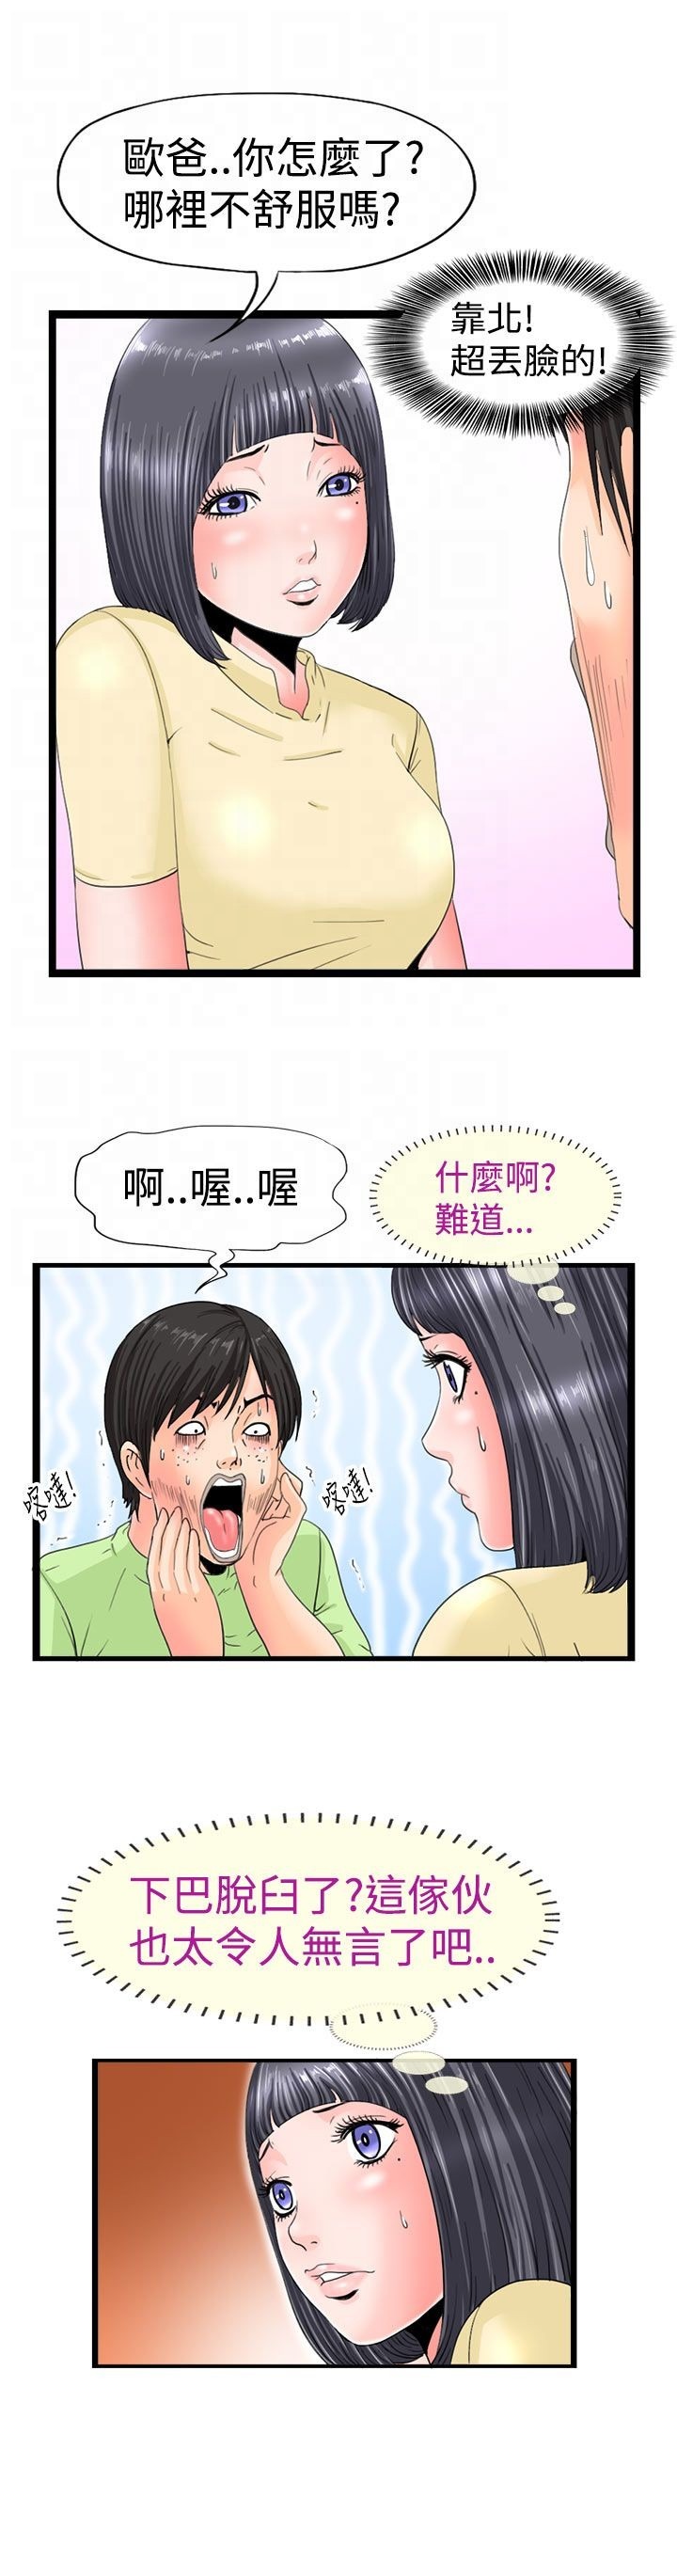 歐爸..你怎麼了?
哪裡不舒服嗎?
靠北!
超丟臉的!
啊..喔..喔
什麼啊?
難道...
喀噠!
喀噠!
下巴脫臼了?這傢伙
也太令人無言了吧..